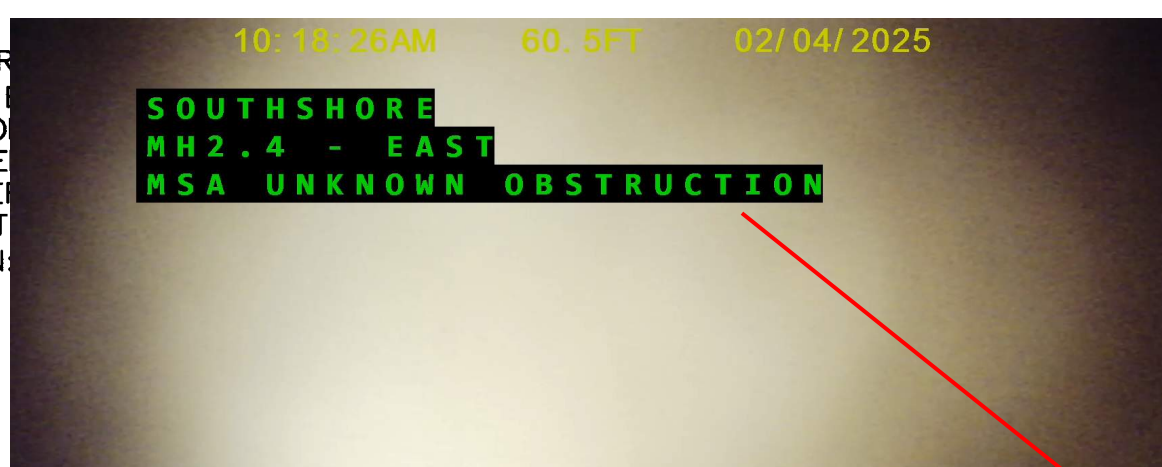 10:18:26AM 60.5FT 02/04/2025
SOUTHSHORE
MH2.4 - EAST
MSA UNKNOWN OBSTRUCTION